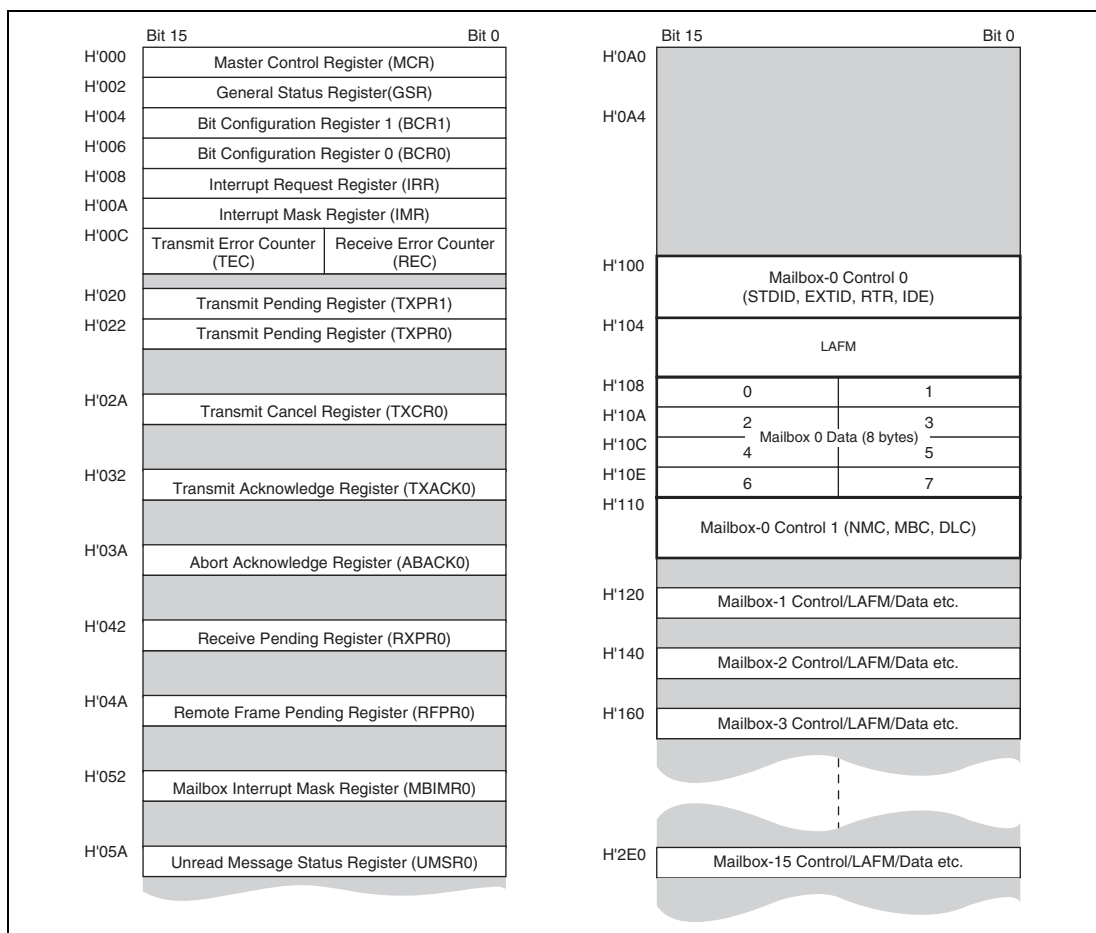 Bit 15 Bit 0
H'000 Master Control Register (MCR)
H'002 General Status Register(GSR)
H'004 Bit Configuration Register 1 (BCR1)
H'006 Bit Configuration Register 0 (BCR0)
H'008 Interrupt Request Register (IRR)
H'00A Interrupt Mask Register (IMR)
H'00C Transmit Error Counter (TEC) Receive Error Counter (REC)
H'020 Transmit Pending Register (TXPR1)
H'022 Transmit Pending Register (TXPR0)
H'02A Transmit Cancel Register (TXCR0)
H'032 Transmit Acknowledge Register (TXACK0)
H'03A Abort Acknowledge Register (ABACK0)
H'042 Receive Pending Register (RXPR0)
H'04A Remote Frame Pending Register (RFPR0)
H'052 Mailbox Interrupt Mask Register (MBIMR0)
H'05A Unread Message Status Register (UMSR0)
Bit 15 Bit 0
H'0A0
H'0A4
H'100 Mailbox-0 Control 0
(STDID, EXTID, RTR, IDE)
H'104 LAFM
H'108 0 1
H'10A 2 3
Mailbox 0 Data (8 bytes)
H'10C 4 5
H'10E 6 7
H'110 Mailbox-0 Control 1 (NMC, MBC, DLC)
H'120 Mailbox-1 Control/LAFM/Data etc.
H'140 Mailbox-2 Control/LAFM/Data etc.
H'160 Mailbox-3 Control/LAFM/Data etc.
H'2E0 Mailbox-15 Control/LAFM/Data etc.